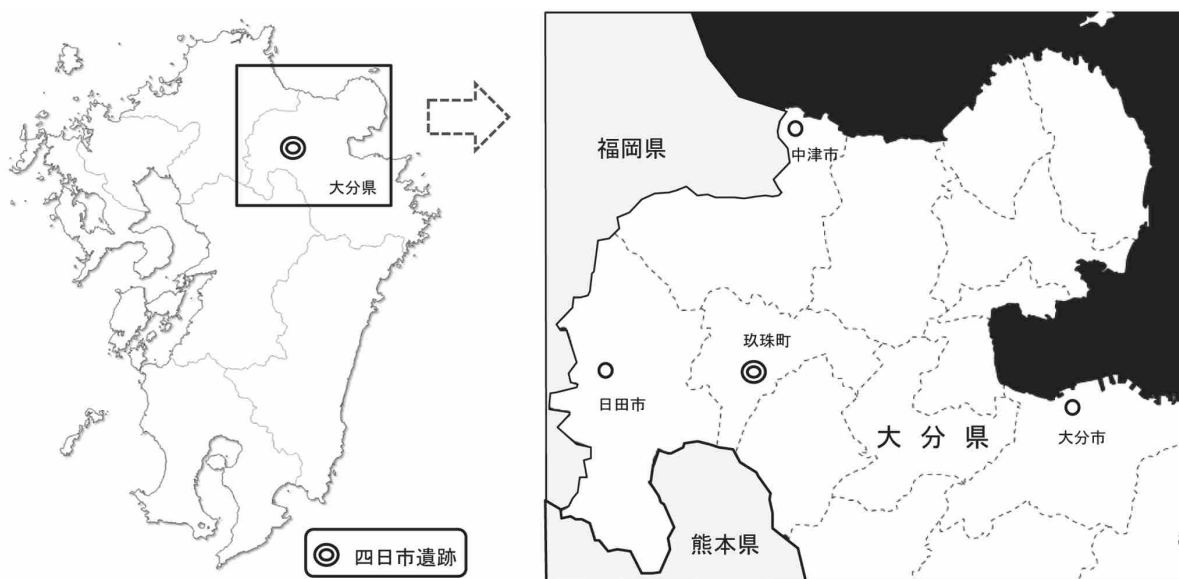 大分県
四日市遺跡
福岡県
中津市
玖珠町
日田市
大分県
大分市
熊本県